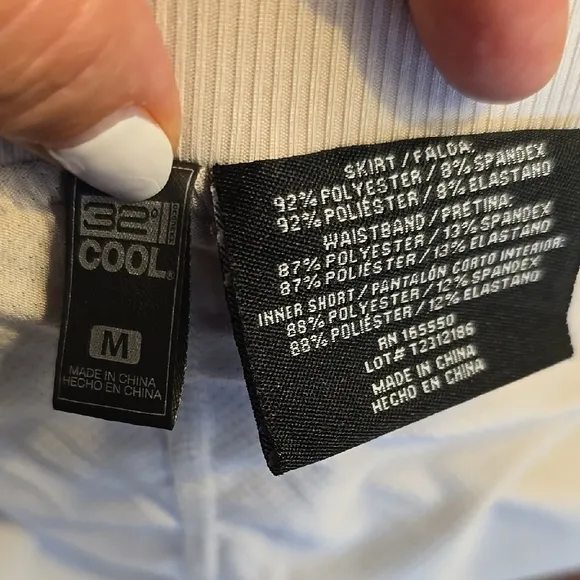 32°
COOL®
M
MADE IN CHINA
HECHO EN CHINA
SKIRT / FALDA:
92% POLYESTER / 8% SPANDEX
92% POLIÉSTER / 8% ELASTANO
WAISTBAND / PRETINA:
87% POLYESTER / 13% SPANDEX
87% POLIÉSTER / 13% ELASTANO
INNER SHORT / PANTALÓN CORTO INTERIOR:
88% POLYESTER / 12% SPANDEX
88% POLIÉSTER / 12% ELASTANO
RN 165550
LOT# T2312186
MADE IN CHINA
HECHO EN CHINA